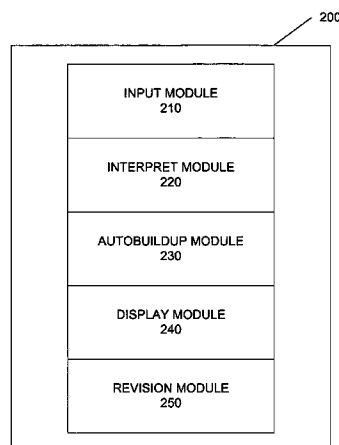 200
INPUT MODULE
210
INTERPRET MODULE
220
AUTOBUILDUP MODULE
230
DISPLAY MODULE
240
REVISION MODULE
250